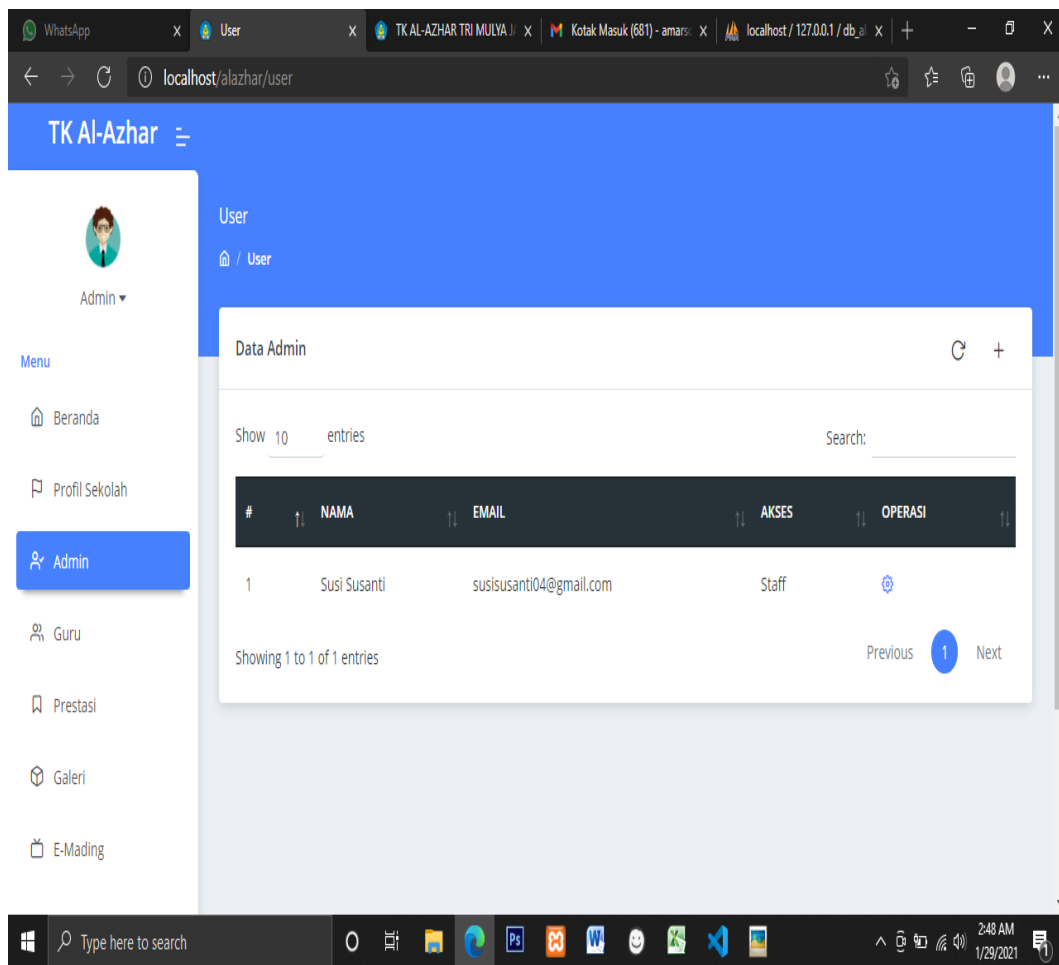 WhatsApp
User
TK AL-AZHAR TRI MULYA
Kotak Masuk (681) - amars
localhost / 127.0.0.1 / db_al
localhost/alazhar/user
TK Al-Azhar
Admin
Menu
Beranda
Profil Sekolah
Admin
Guru
Prestasi
Galeri
E-Mading
User
/ User
Data Admin
Show 10 entries
Search:
# NAMA EMAIL AKSES OPERASI
1 Susi Susanti susisusanti04@gmail.com Staff
Showing 1 to 1 of 1 entries
Previous 1 Next
Type here to search
Ps
W
2:48 AM
1/29/2021
1